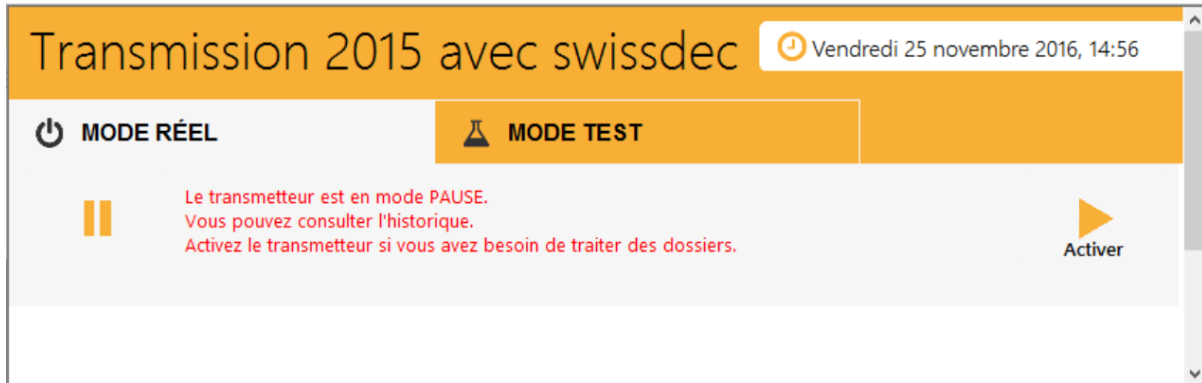 Transmission 2015 avec swissdec
Vendredi 25 novembre 2016, 14:56
MODE RÉEL
MODE TEST
Le transmetteur est en mode PAUSE.
Vous pouvez consulter l'historique.
Activez le transmetteur si vous avez besoin de traiter des dossiers.
Activer